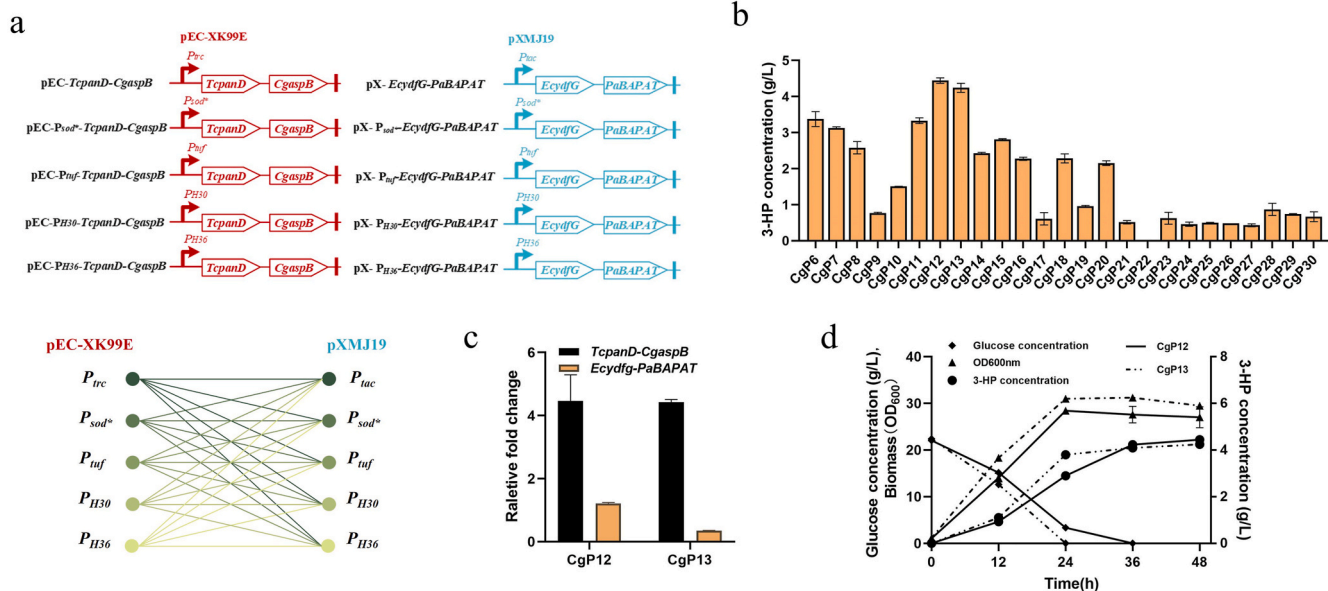 a
pEC-XK99E
pXMJ19
pEC-TcpanD-CgaspB
Ptrc
TcpanD
CgaspB
pX- EcydfG-PaBAPAT
Ptac
EcydfG
PaBAPAT
pEC-Psod*-TcpanD-CgaspB
Psod*
TcpanD
CgaspB
pX- Psod*-EcydfG-PaBAPAT
Psod*
EcydfG
PaBAPAT
pEC-Ptuf-TcpanD-CgaspB
Ptuf
TcpanD
CgaspB
pX- Ptuf-EcydfG-PaBAPAT
Ptuf
EcydfG
PaBAPAT
pEC-PH30-TcpanD-CgaspB
PH30
TcpanD
CgaspB
pX- PH30-EcydfG-PaBAPAT
PH30
EcydfG
PaBAPAT
pEC-PH36-TcpanD-CgaspB
PH36
TcpanD
CgaspB
pX- PH36-EcydfG-PaBAPAT
PH36
EcydfG
PaBAPAT
pEC-XK99E
pXMJ19
Ptrc
Ptac
Psod*
Psod*
Ptuf
Ptuf
PH30
PH30
PH36
PH36
b
3-HP concentration (g/L)
5
4
3
2
1
0
CgP6
CgP7
CgP8
CgP9
CgP10
CgP11
CgP12
CgP13
CgP14
CgP15
CgP16
CgP17
CgP18
CgP19
CgP20
CgP21
CgP22
CgP23
CgP24
CgP25
CgP26
CgP27
CgP28
CgP29
CgP30
c
TcpanD-CgaspB
Ecydfg-PaBAPAT
Raletive fold change
6
4
2
0
CgP12
CgP13
d
Glucose concentration
OD600nm
3-HP concentration
CgP12
CgP13
Glucose concentration (g/L),
Biomass (OD600)
40
30
20
10
0
3-HP concentration (g/L)
8
6
4
2
0
0
12
24
36
48
Time(h)